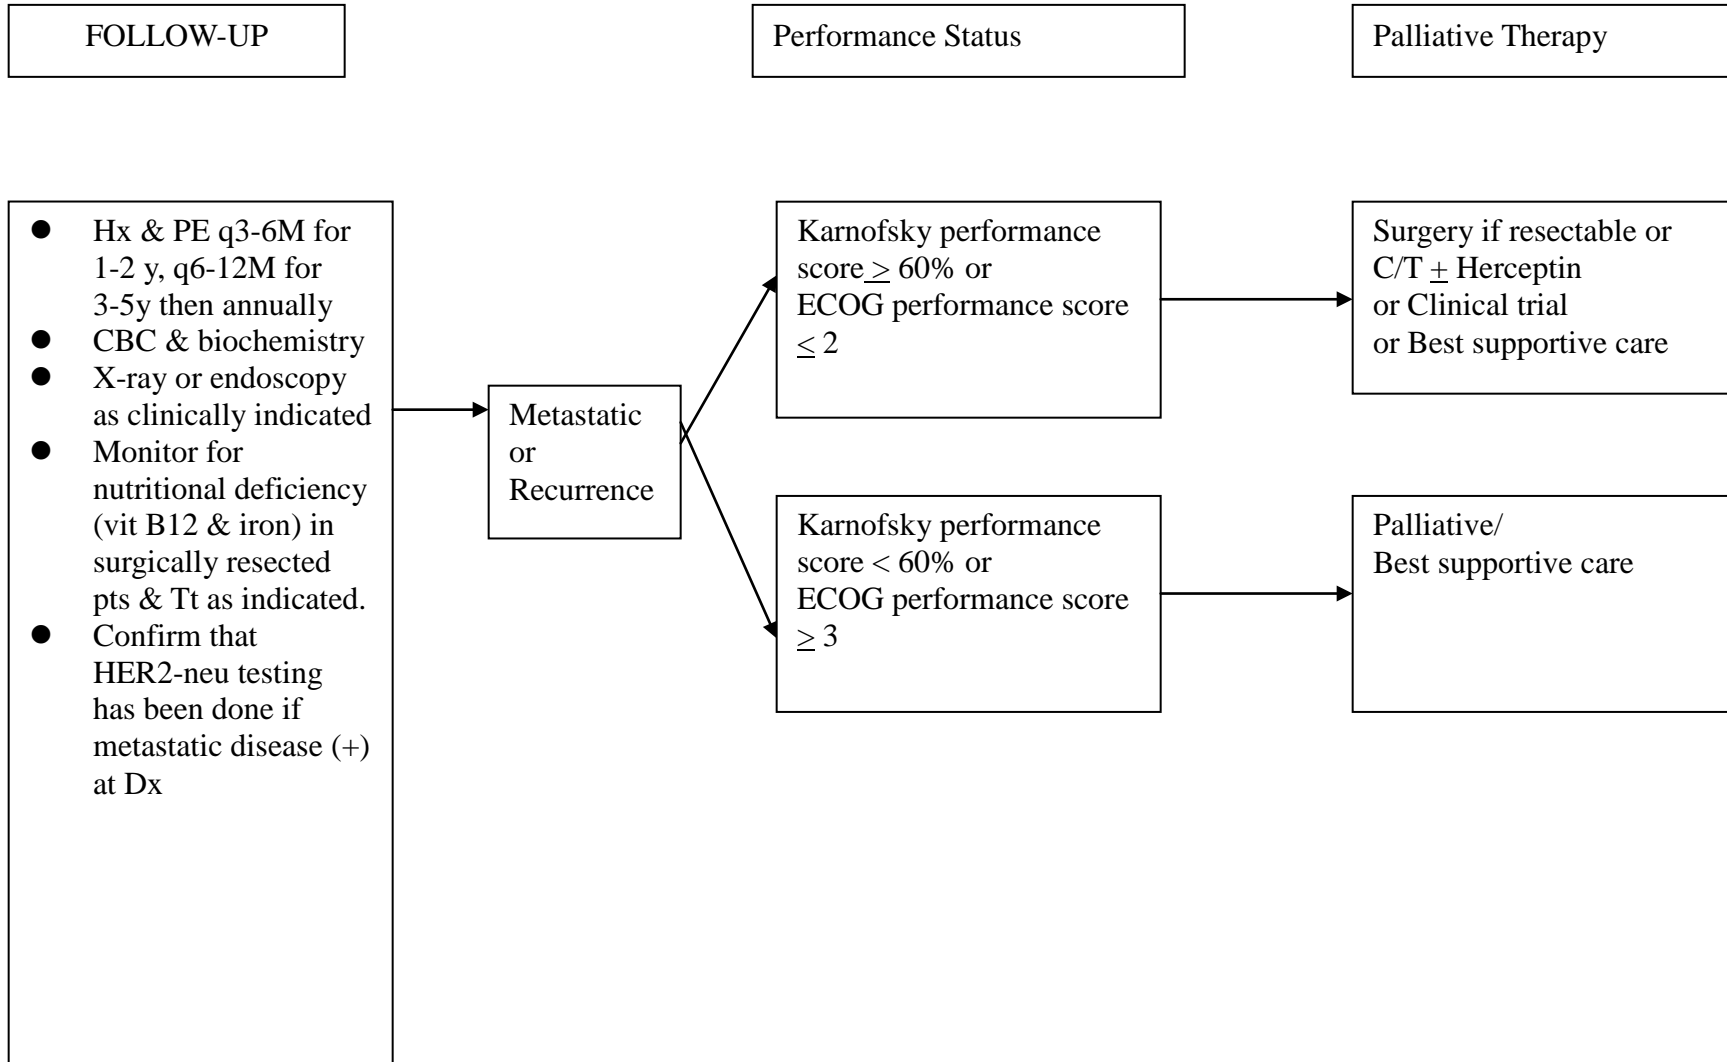 FOLLOW-UP
Performance Status
Palliative Therapy
● Hx & PE q3-6M for
1-2 y, q6-12M for
3-5y then annually
● CBC & biochemistry
● X-ray or endoscopy
as clinically indicated
● Monitor for
nutritional deficiency
(vit B12 & iron) in
surgically resected
pts & Tt as indicated.
● Confirm that
HER2-neu testing
has been done if
metastatic disease (+)
at Dx
Metastatic
or
Recurrence
Karnofsky performance
score ≥ 60% or
ECOG performance score
≤ 2
Surgery if resectable or
C/T ± Herceptin
or Clinical trial
or Best supportive care
Karnofsky performance
score < 60% or
ECOG performance score
≥ 3
Palliative/
Best supportive care